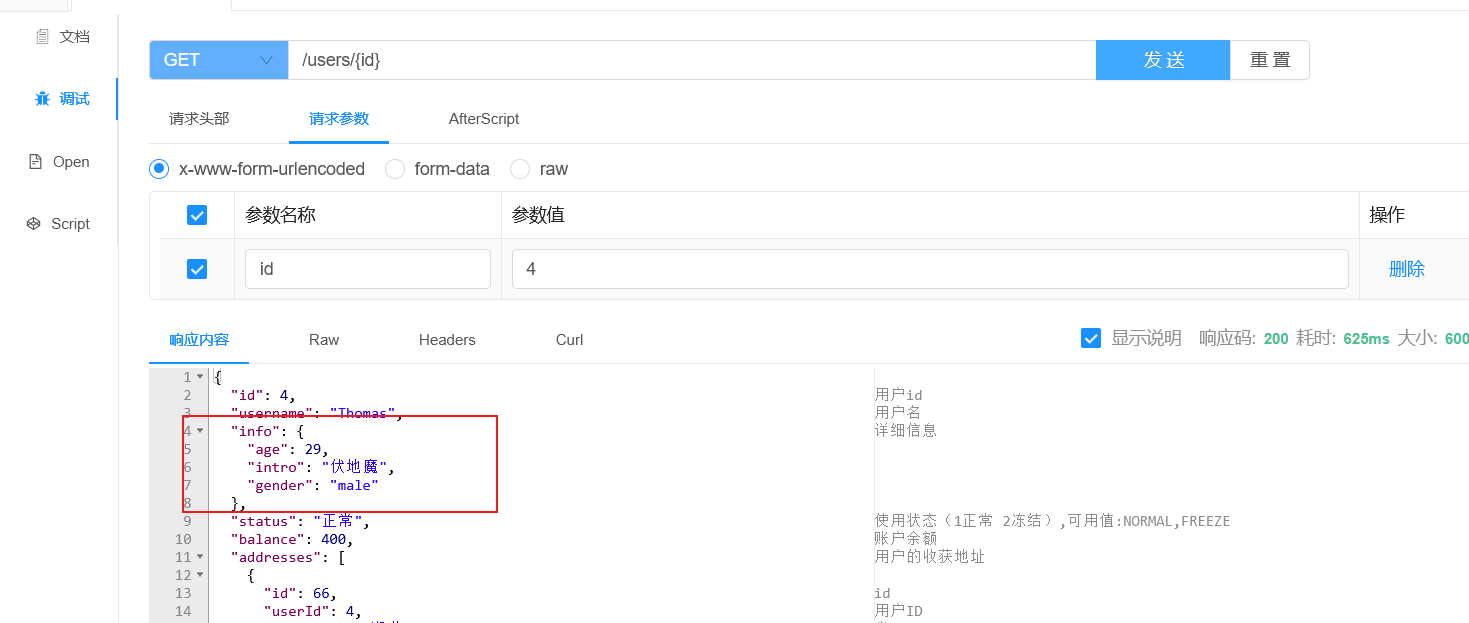 文档
调试
Open
Script
GET /users/{id} 发 送 重 置
请求头部 请求参数 AfterScript
x-www-form-urlencoded form-data raw
参数名称 参数值 操作
id 4 删除
响应内容 Raw Headers Curl 显示说明 响应码: 200 耗时: 625ms 大小: 600
1 {
2 "id": 4, 用户id
3 "username": "Thomas", 用户名
4 "info": { 详细信息
5 "age": 29,
6 "intro": "伏地魔",
7 "gender": "male"
8 },
9 "status": "正常", 使用状态（1正常 2冻结）,可用值:NORMAL,FREEZE
10 "balance": 400, 账户余额
11 "addresses": [ 用户的收获地址
12 {
13 "id": 66, id
14 "userId": 4, 用户ID